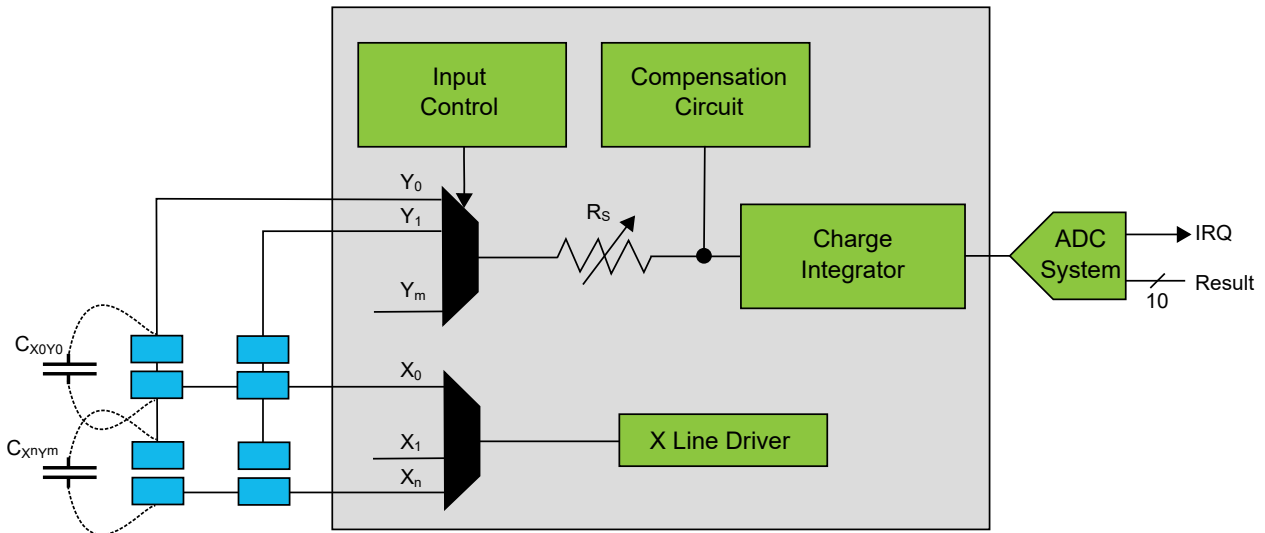 Input
Control
Compensation
Circuit
Y0
Y1
RS
Charge
Integrator
ADC
System
IRQ
Result
10
Ym
CX0Y0
X0
X Line Driver
X1
CXnYm
Xn